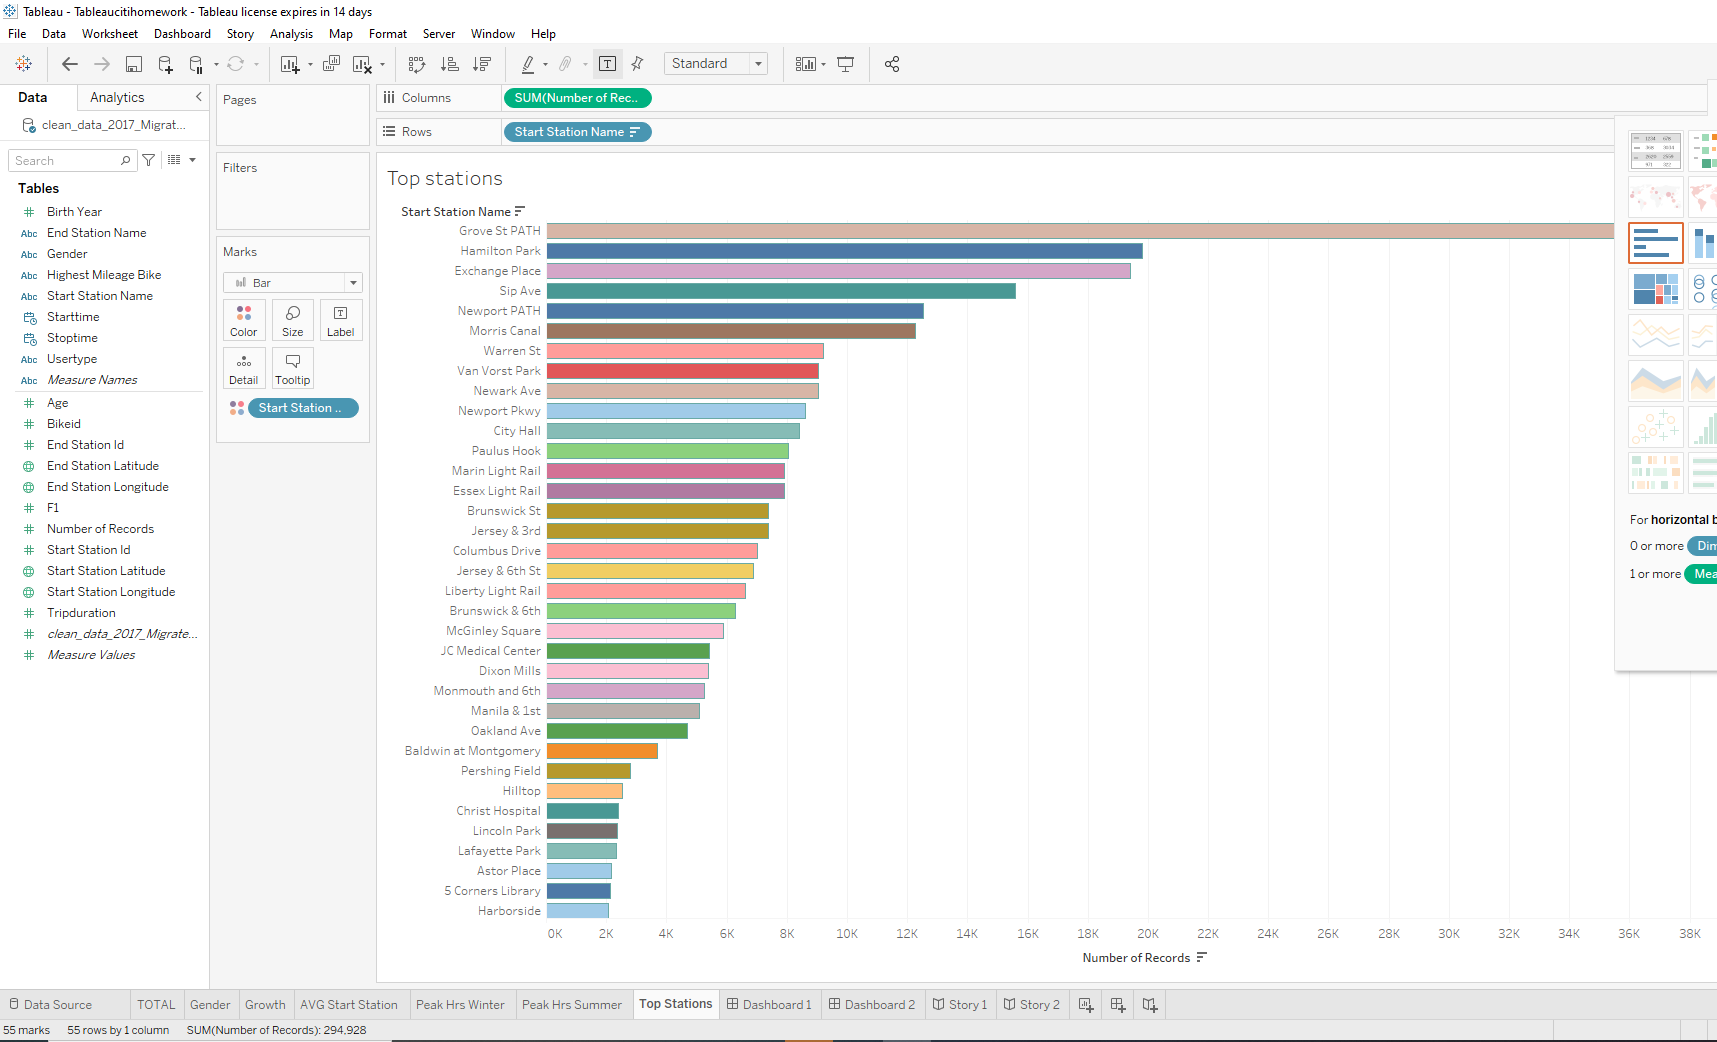 Tableau - Tableaucitihomework - Tableau license expires in 14 days
File Data Worksheet Dashboard Story Analysis Map Format Server Window Help
Standard
Data Analytics
clean_data_2017_Migrat...
Search
Tables
Birth Year
Abc End Station Name
Abc Gender
Abc Highest Mileage Bike
Abc Start Station Name
Starttime
Stoptime
Abc Usertype
Abc Measure Names
Age
Bikeid
End Station Id
End Station Latitude
End Station Longitude
F1
Number of Records
Start Station Id
Start Station Latitude
Start Station Longitude
Tripduration
clean_data_2017_Migrate...
Measure Values
Pages
Filters
Marks
Bar
Color Size Label
Detail Tooltip
Start Station ..
Columns SUM(Number of Rec..
Rows Start Station Name
Top stations
Start Station Name
Grove St PATH
Hamilton Park
Exchange Place
Sip Ave
Newport PATH
Morris Canal
Warren St
Van Vorst Park
Newark Ave
Newport Pkwy
City Hall
Paulus Hook
Marin Light Rail
Essex Light Rail
Brunswick St
Jersey & 3rd
Columbus Drive
Jersey & 6th St
Liberty Light Rail
Brunswick & 6th
McGinley Square
JC Medical Center
Dixon Mills
Monmouth and 6th
Manila & 1st
Oakland Ave
Baldwin at Montgomery
Pershing Field
Hilltop
Christ Hospital
Lincoln Park
Lafayette Park
Astor Place
5 Corners Library
Harborside
0K 2K 4K 6K 8K 10K 12K 14K 16K 18K 20K 22K 24K 26K 28K 30K 32K 34K 36K 38K
Number of Records
For horizontal b
0 or more Dim
1 or more Mea
Data Source TOTAL Gender Growth AVG Start Station Peak Hrs Winter Peak Hrs Summer Top Stations Dashboard 1 Dashboard 2 Story 1 Story 2
55 marks 55 rows by 1 column SUM(Number of Records): 294,928